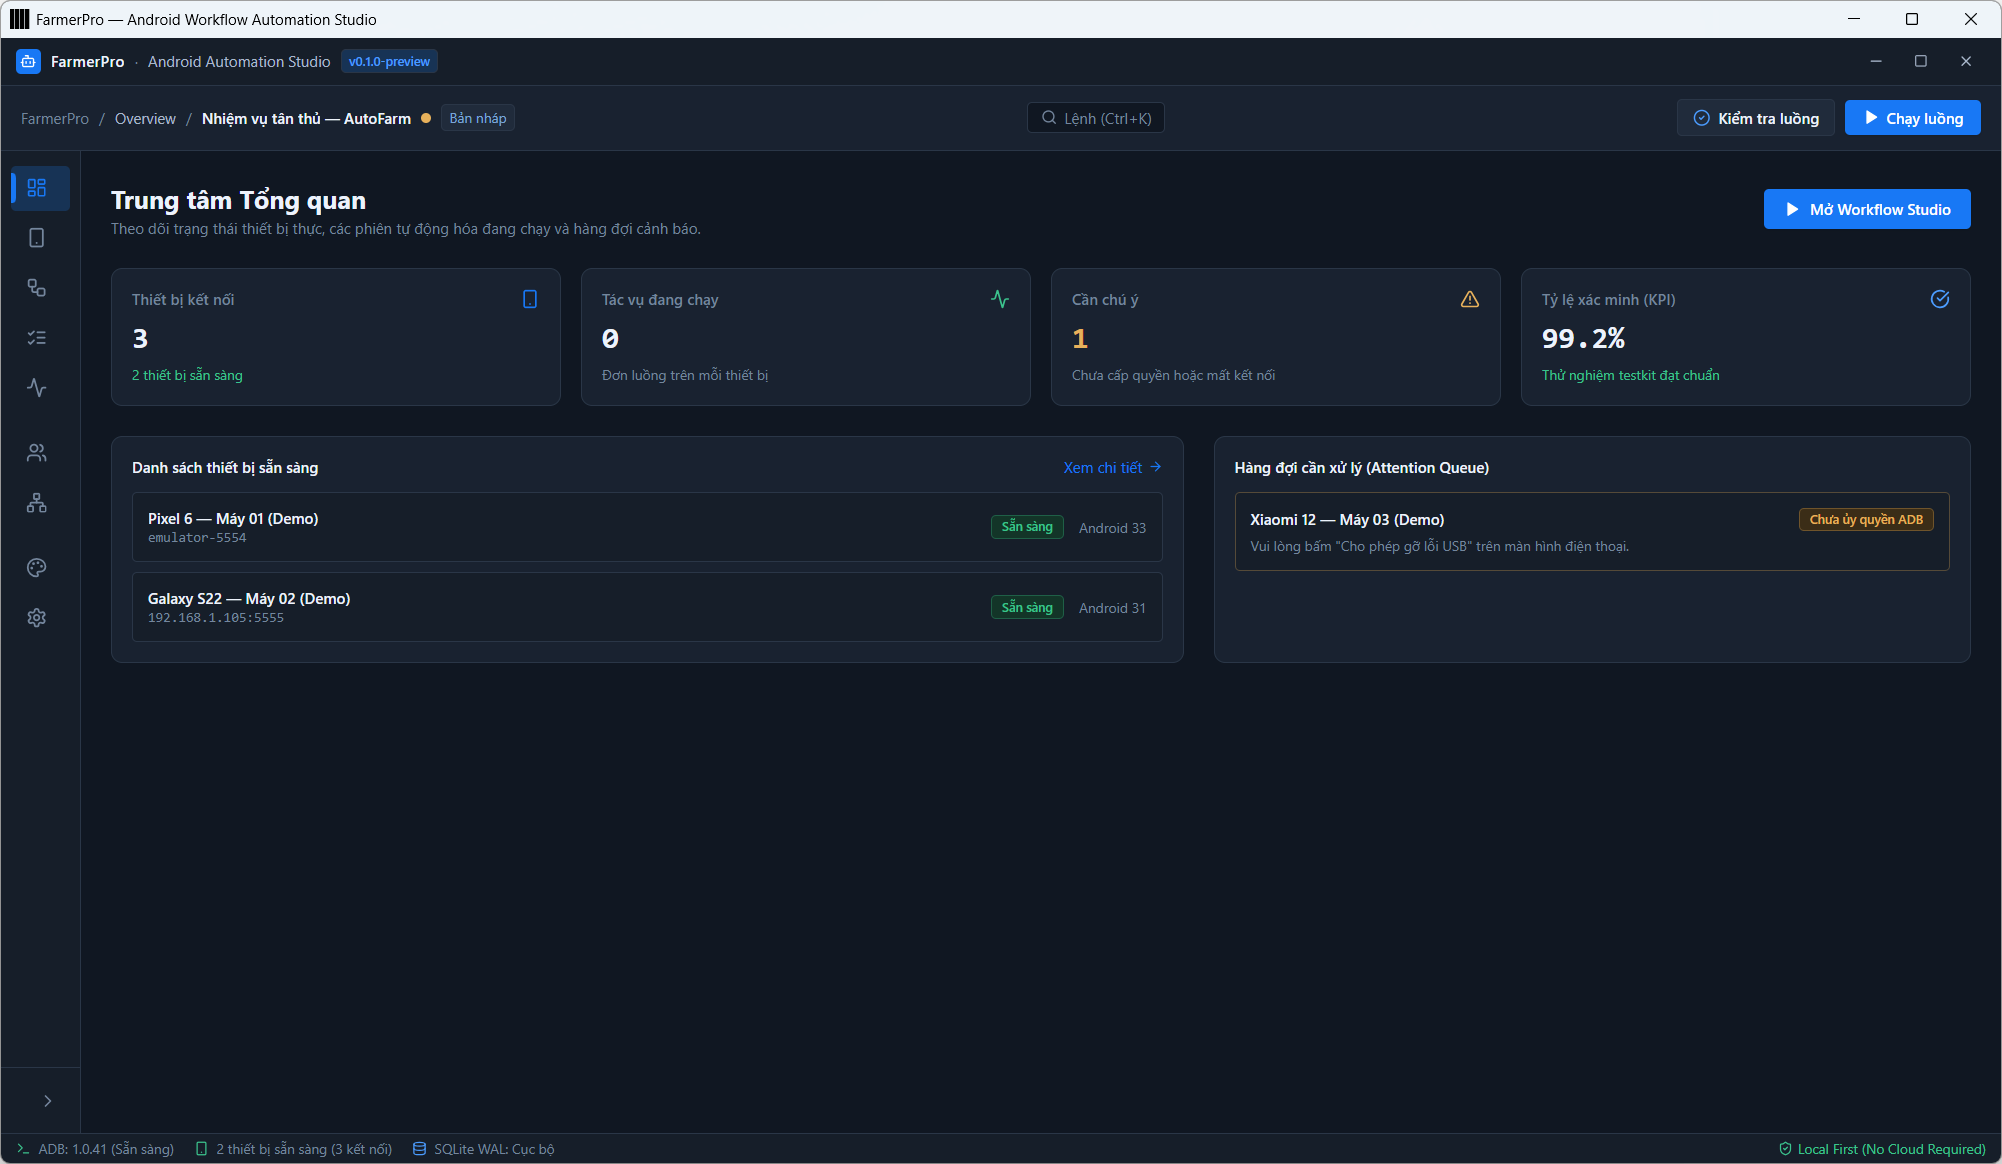 FarmerPro — Android Workflow Automation Studio
FarmerPro · Android Automation Studio v0.1.0-preview
FarmerPro / Overview / Nhiệm vụ tân thủ — AutoFarm Bản nháp
Lệnh (Ctrl+K)
Kiểm tra luồng
Chạy luồng
Trung tâm Tổng quan
Theo dõi trạng thái thiết bị thực, các phiên tự động hóa đang chạy và hàng đợi cảnh báo.
Mở Workflow Studio
Thiết bị kết nối
3
2 thiết bị sẵn sàng
Tác vụ đang chạy
0
Đơn luồng trên mỗi thiết bị
Cần chú ý
1
Chưa cấp quyền hoặc mất kết nối
Tỷ lệ xác minh (KPI)
99.2%
Thử nghiệm testkit đạt chuẩn
Danh sách thiết bị sẵn sàng
Xem chi tiết
Pixel 6 — Máy 01 (Demo)
emulator-5554
Sẵn sàng
Android 33
Galaxy S22 — Máy 02 (Demo)
192.168.1.105:5555
Sẵn sàng
Android 31
Hàng đợi cần xử lý (Attention Queue)
Xiaomi 12 — Máy 03 (Demo)
Chưa ủy quyền ADB
Vui lòng bấm "Cho phép gỡ lỗi USB" trên màn hình điện thoại.
ADB: 1.0.41 (Sẵn sàng)
2 thiết bị sẵn sàng (3 kết nối)
SQLite WAL: Cục bộ
Local First (No Cloud Required)